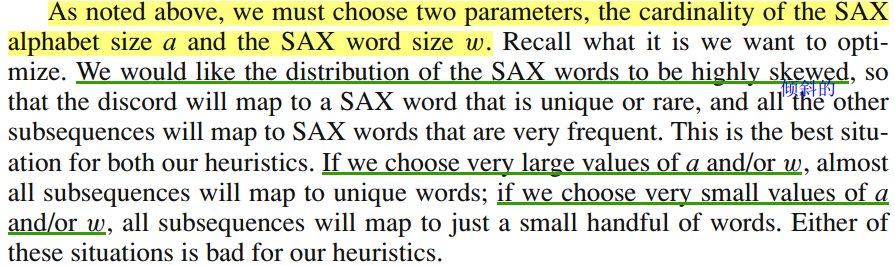 As noted above, we must choose two parameters, the cardinality of the SAX
alphabet size a and the SAX word size w. Recall what it is we want to opti-
mize. We would like the distribution of the SAX words to be highly skewed, so
倾斜的
that the discord will map to a SAX word that is unique or rare, and all the other
subsequences will map to SAX words that are very frequent. This is the best situ-
ation for both our heuristics. If we choose very large values of a and/or w, almost
all subsequences will map to unique words; if we choose very small values of a
and/or w, all subsequences will map to just a small handful of words. Either of
these situations is bad for our heuristics.